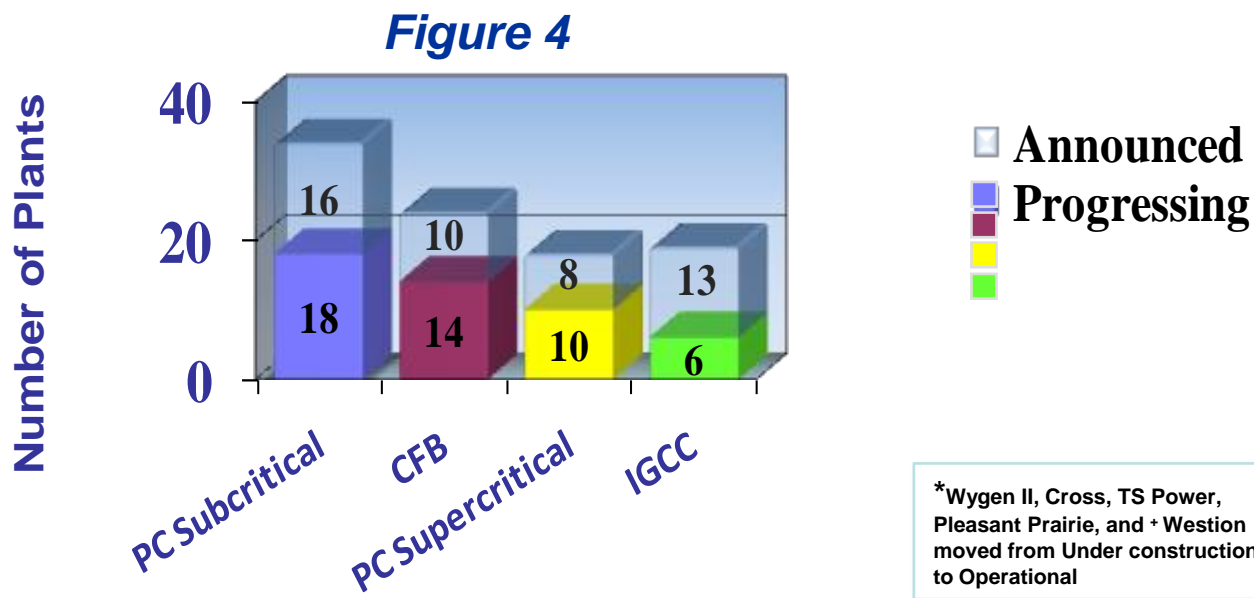 Figure 4
Number of Plants
40
20
0
16
18
10
14
8
10
13
6
PC Subcritical
CFB
PC Supercritical
IGCC
Announced
Progressing
*Wygen II, Cross, TS Power,
Pleasant Prairie, and + Westion
moved from Under construction
to Operational